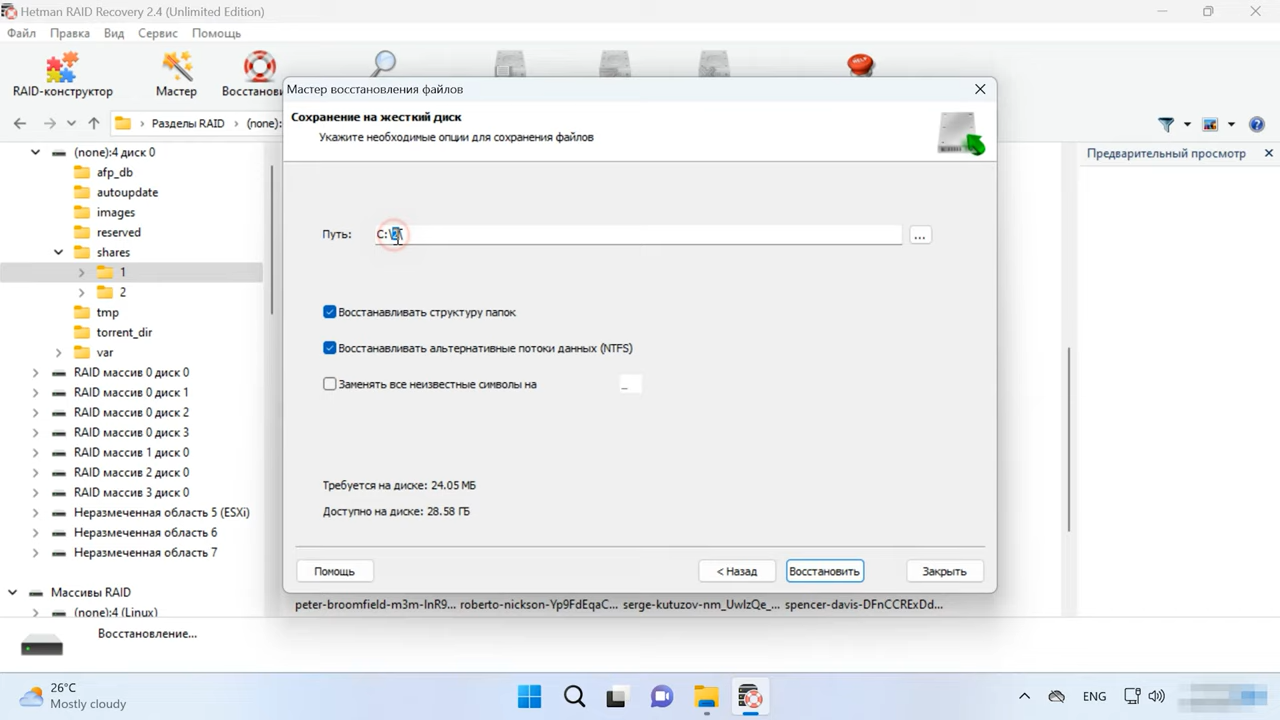 Hetman RAID Recovery 2.4 (Unlimited Edition)
Файл Правка Вид Сервис Помощь
RAID-конструктор Мастер
Разделы RAID > (none):
Предварительный просмотр
(none):4 диск 0
afp_db
autoupdate
images
reserved
shares
1
2
tmp
torrent_dir
var
RAID массив 0 диск 0
RAID массив 0 диск 1
RAID массив 0 диск 2
RAID массив 0 диск 3
RAID массив 1 диск 0
RAID массив 2 диск 0
RAID массив 3 диск 0
Неразмеченная область 5 (ESXi)
Неразмеченная область 6
Неразмеченная область 7
Массивы RAID
(none):4 (Linux)
Мастер восстановления файлов
Сохранение на жесткий диск
Укажите необходимые опции для сохранения файлов
Путь: C:\2\ ...
Восстанавливать структуру папок
Восстанавливать альтернативные потоки данных (NTFS)
Заменять все неизвестные символы на _
Требуется на диске: 24.05 МБ
Доступно на диске: 28.58 ГБ
Помощь < Назад Восстановить Закрыть
peter-broomfield-m3m-lnR9... roberto-nickson-Yp9FdEqaC... serge-kutuzov-nm_UwIzQe_... spencer-davis-DFnCCRExDd...
Восстановление...
26°C
Mostly cloudy
ENG